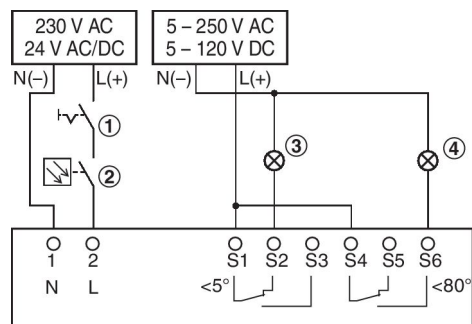 230 V AC
24 V AC/DC
5 – 250 V AC
5 – 120 V DC
N(–) L(+)
N(–) L(+)
1
2
3
4
1 2 S1 S2 S3 S4 S5 S6
N L <5° <80°